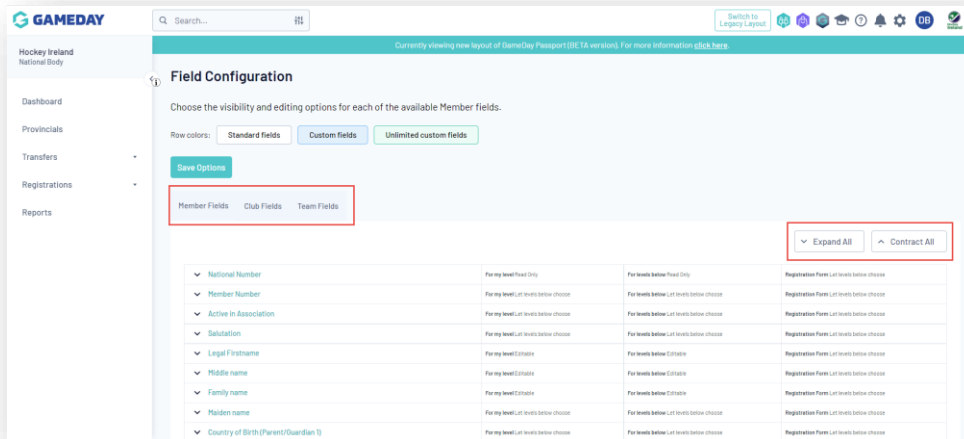 GAMEDAY
Search...
Switch to
Legacy Layout
DB
Currently viewing new layout of GameDay Passport (BETA version). For more information click here.
Hockey Ireland
National Body
Dashboard
Provincials
Transfers
Registrations
Reports
Field Configuration
Choose the visibility and editing options for each of the available Member fields.
Row colors: Standard fields Custom fields Unlimited custom fields
Save Options
Member Fields Club Fields Team Fields
Expand All Contract All
National Number For my level Read Only For levels below Read Only Registration Form Let levels below choose
Member Number For my level Let levels below choose For levels below Let levels below choose Registration Form Let levels below choose
Active in Association For my level Let levels below choose For levels below Let levels below choose Registration Form Let levels below choose
Salutation For my level Let levels below choose For levels below Let levels below choose Registration Form Let levels below choose
Legal Firstname For my level Editable For levels below Editable Registration Form Let levels below choose
Middle name For my level Editable For levels below Editable Registration Form Let levels below choose
Family name For my level Editable For levels below Editable Registration Form Let levels below choose
Maiden name For my level Let levels below choose For levels below Let levels below choose Registration Form Let levels below choose
Country of Birth (Parent/Guardian 1) For my level Let levels below choose For levels below Let levels below choose Registration Form Let levels below choose